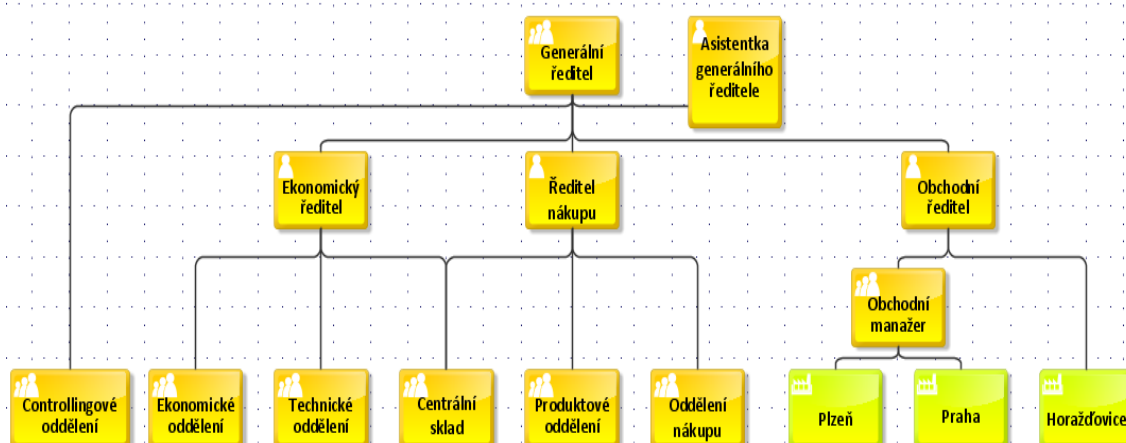 Generální
ředitel
Asistentka
generálního
ředitele
Ekonomický
ředitel
Ředitel
nákupu
Obchodní
ředitel
Obchodní
manažer
Controllingové
oddělení
Ekonomické
oddělení
Technické
oddělení
Centrální
sklad
Produktové
oddělení
Oddělení
nákupu
Plzeň
Praha
Horažďovice